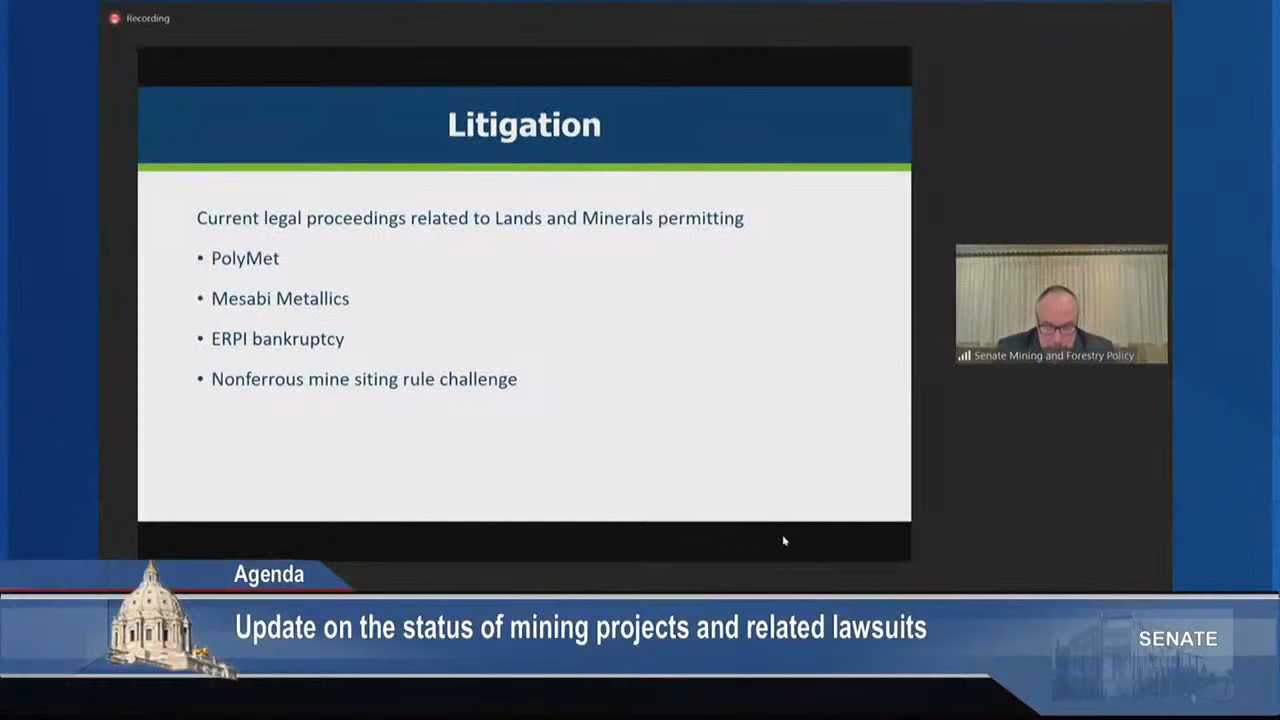 Recording
Litigation
Current legal proceedings related to Lands and Minerals permitting
• PolyMet
• Mesabi Metallics
• ERPI bankruptcy
• Nonferrous mine siting rule challenge
Senate Mining and Forestry Policy
Agenda
Update on the status of mining projects and related lawsuits
SENATE